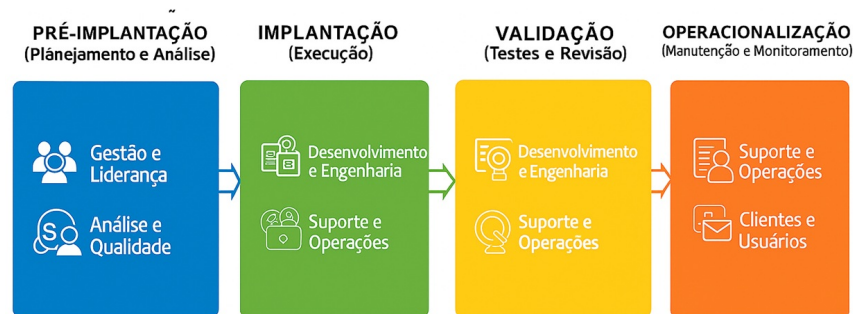 PRÉ-IMPLANTAÇÃO
(Planejamento e Análise)
Gestão e
Liderança
Análise e
Qualidade
IMPLANTAÇÃO
(Execução)
Desenvolvimento
e Engenharia
Suporte e
Operações
VALIDAÇÃO
(Testes e Revisão)
Desenvolvimento
e Engenharia
Suporte e
Operações
OPERACIONALIZAÇÃO
(Manutenção e Monitoramento)
Suporte e
Operações
Clientes e
Usuários